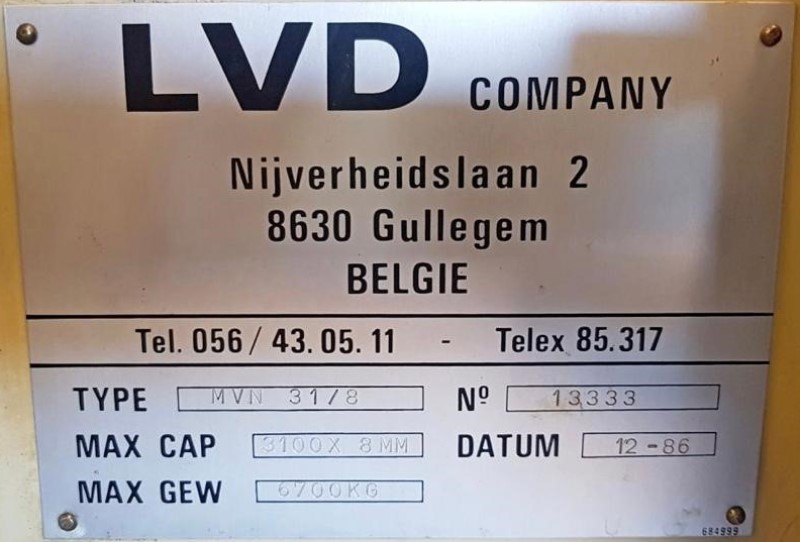 LVD COMPANY
Nijverheidslaan 2
8630 Gullegem
BELGIE
Tel. 056/ 43.05.11 - Telex 85.317
TYPE MVN 31/8 Nº 13333
MAX CAP 3100X 8MM DATUM 12-86
MAX GEW 6700KG
684999